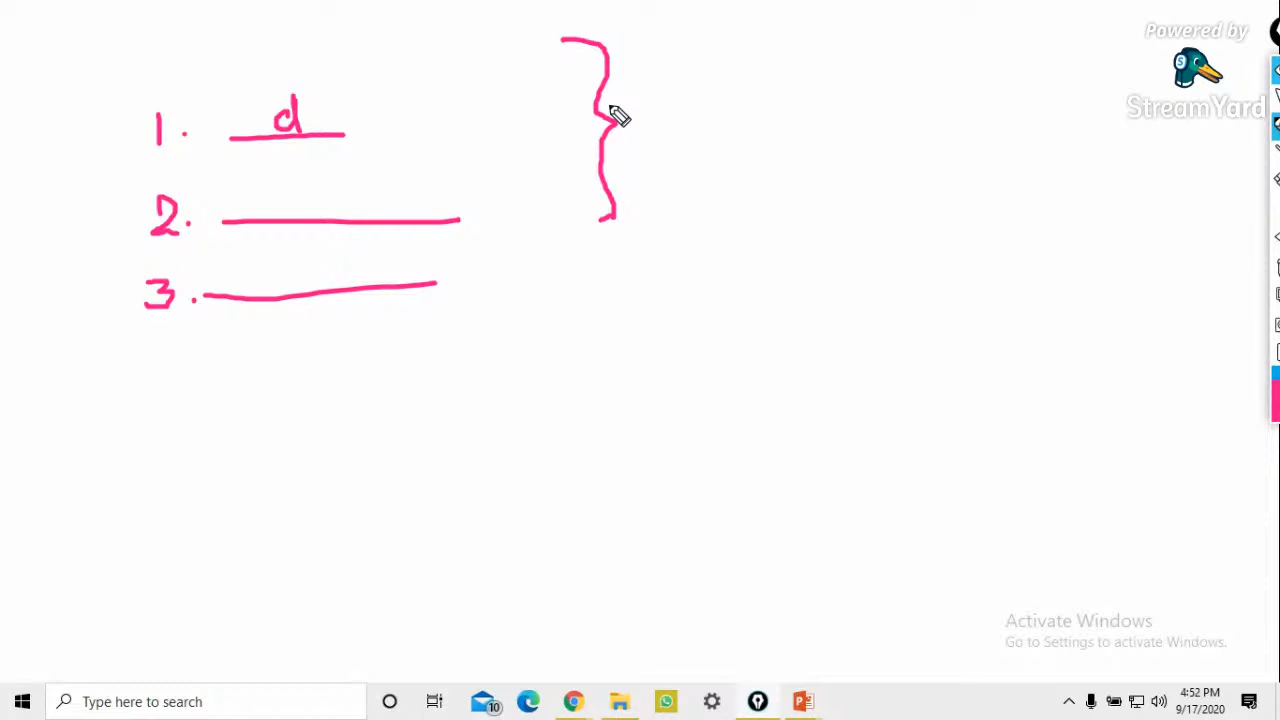 Powered by
StreamYard
1. d
2.
3.
Activate Windows
Go to Settings to activate Windows.
Type here to search
10
4:52 PM
9/17/2020